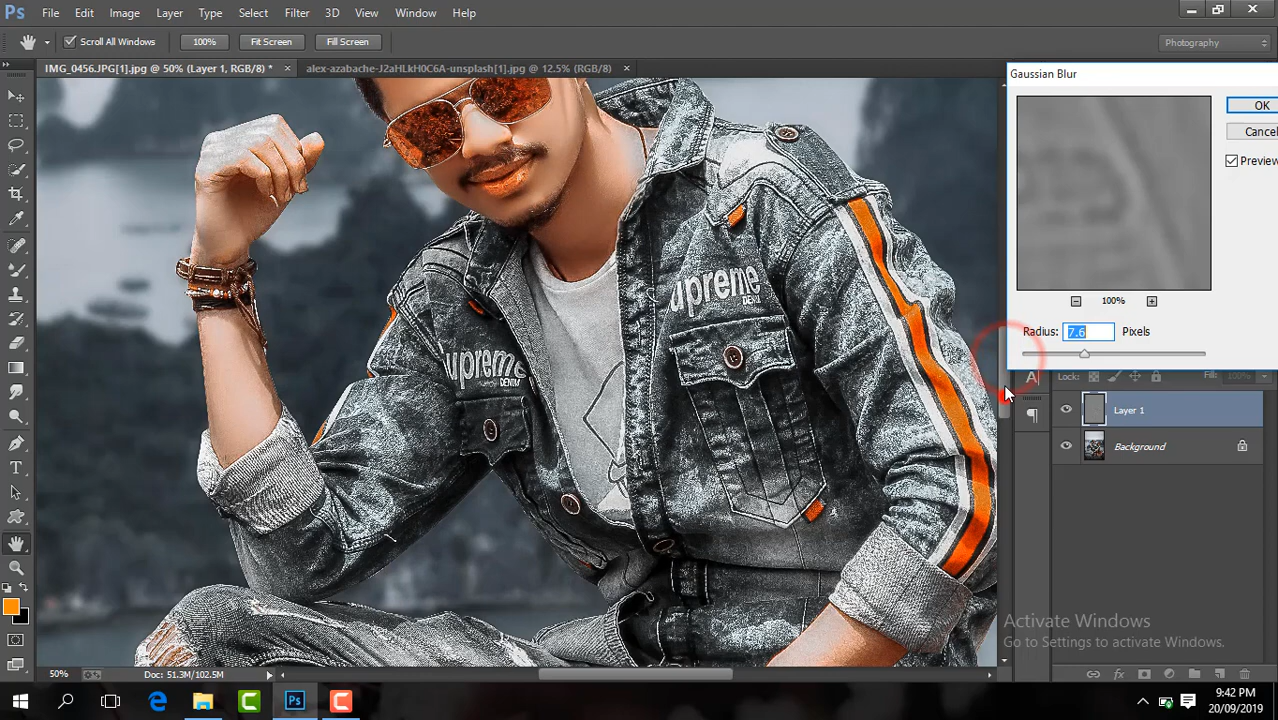 Ps File Edit Image Layer Type Select Filter 3D View Window Help
Scroll All Windows 100% Fit Screen Fill Screen Photography
IMG_0456.JPG[1].jpg @ 50% (Layer 1, RGB/8) * × alex-azabache-J2aHLkH0C6A-unsplash[1].jpg @ 12.5% (RGB/8) ×
Gaussian Blur
OK
Cancel
Preview
100%
Radius: 7.6 Pixels
upreme
DENIM
upreme
DENIM
Lock: Fill: 100%
Layer 1
Background
Activate Windows
Go to Settings to activate Windows.
50% Doc: 51.3M/102.5M
9:42 PM
20/09/2019